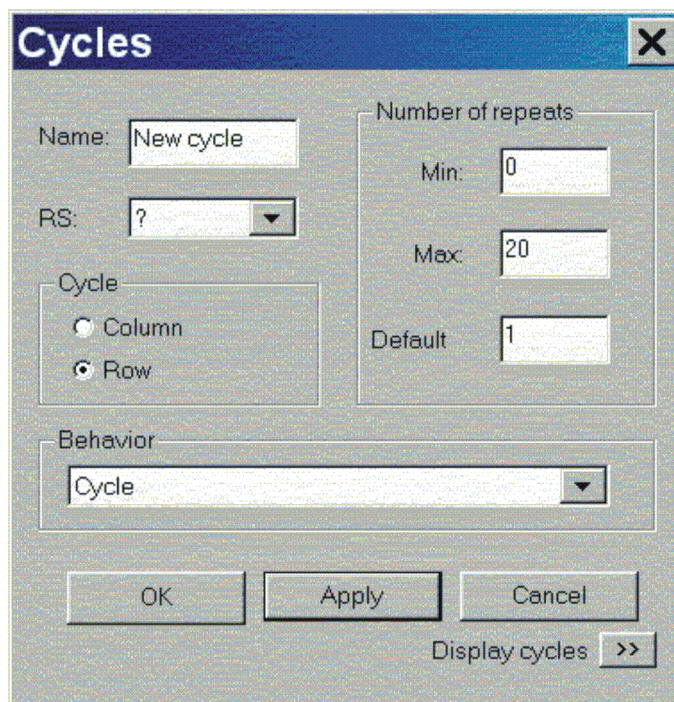 Cycles
Name: New cycle
RS: ?
Cycle
Column
Row
Number of repeats
Min: 0
Max: 20
Default 1
Behavior
Cycle
OK Apply Cancel
Display cycles >>